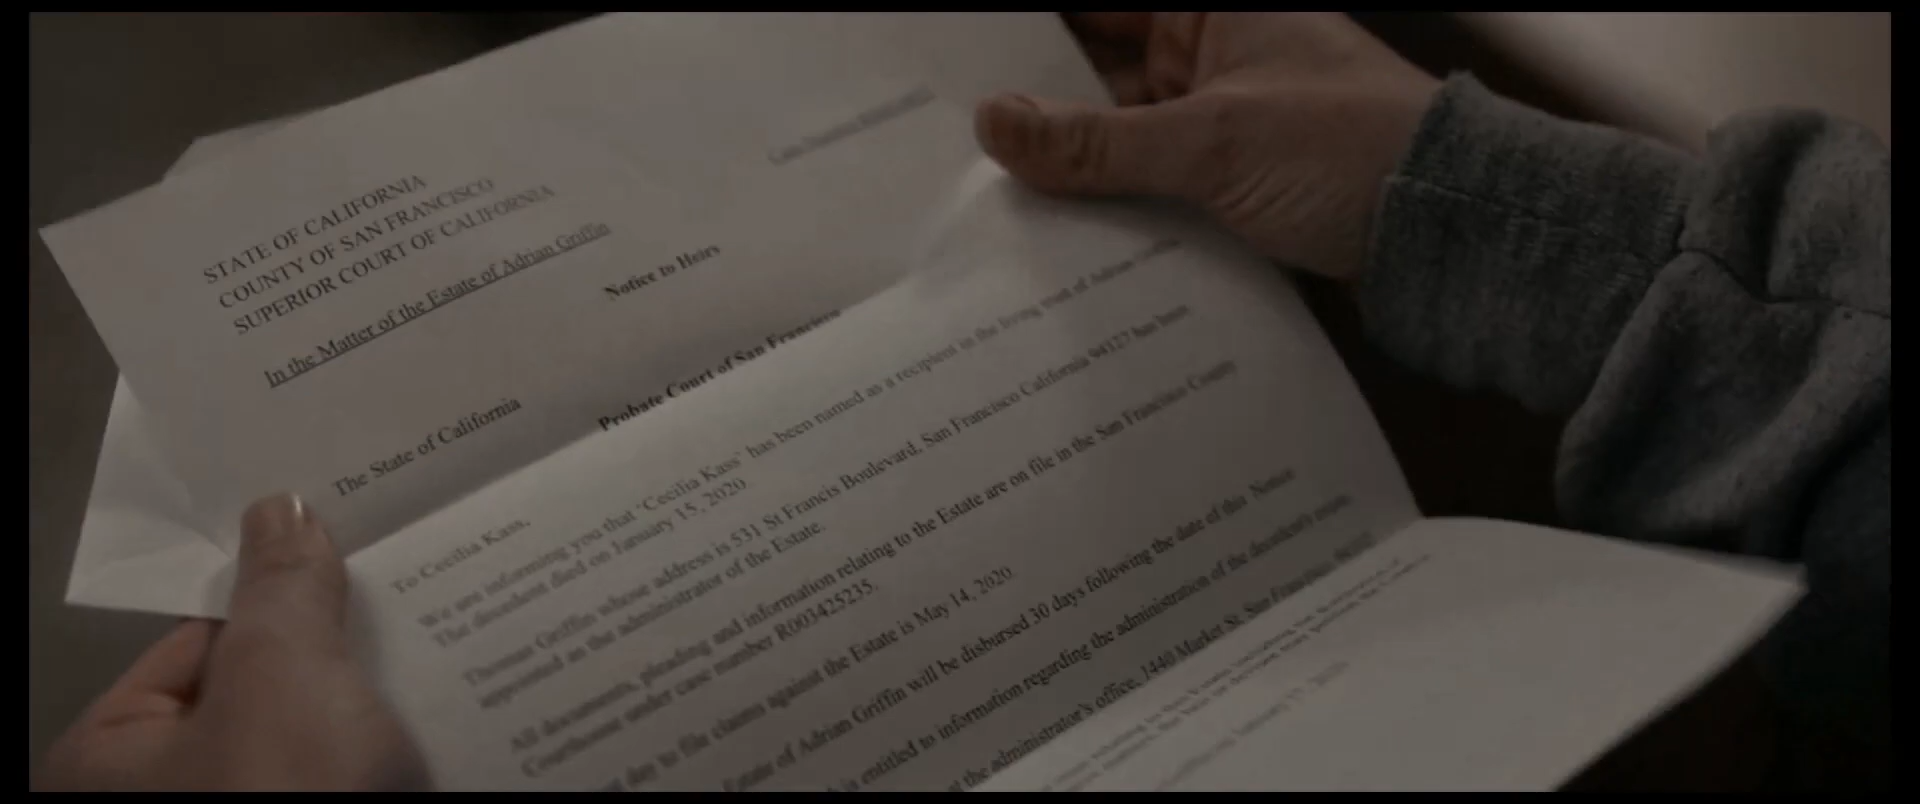 STATE OF CALIFORNIA
COUNTY OF SAN FRANCISCO
SUPERIOR COURT OF CALIFORNIA
In the Matter of the Estate of Adrian Griffin
Notice to Heirs
The State of California
Probate Court of San Francisco
To Cecilia Kass,
We are informing you that 'Cecilia Kass' has been named as a recipient in the living trust of Adrian
The decedent died on January 15, 2020.
Thomas Griffin whose address is 531 St Francis Boulevard, San Francisco California 94127 has been
appointed as the administrator of the Estate.
All documents, pleading and information relating to the Estate are on file in the San Francisco County
Courthouse under case number R003425235.
day to file claims against the Estate is May 14, 2020.
Estate of Adrian Griffin will be disbursed 30 days following the date of this Notice
is entitled to information regarding the administration of the decedent's estate
at the administrator's office, 1440 Market St, San Francisco